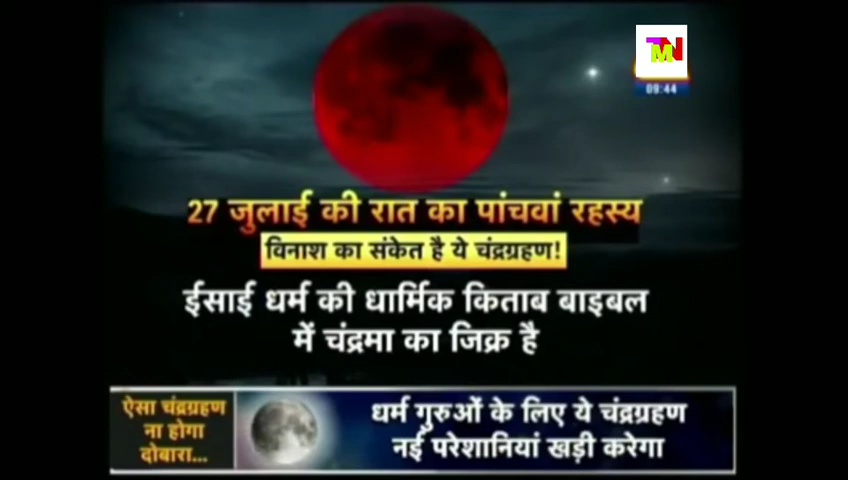 TMN
09:44
27 जुलाई की रात का पांचवां रहस्य
विनाश का संकेत है ये चंद्रग्रहण!
ईसाई धर्म की धार्मिक किताब बाइबल
में चंद्रमा का जिक्र है
ऐसा चंद्रग्रहण
ना होगा
दोबारा...
धर्म गुरुओं के लिए ये चंद्रग्रहण
नई परेशानियां खड़ी करेगा